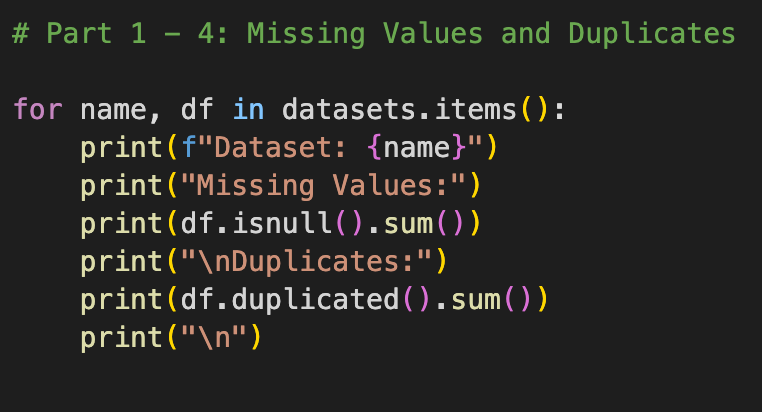 # Part 1 - 4: Missing Values and Duplicates

for name, df in datasets.items():
    print(f"Dataset: {name}")
    print("Missing Values:")
    print(df.isnull().sum())
    print("\nDuplicates:")
    print(df.duplicated().sum())
    print("\n")